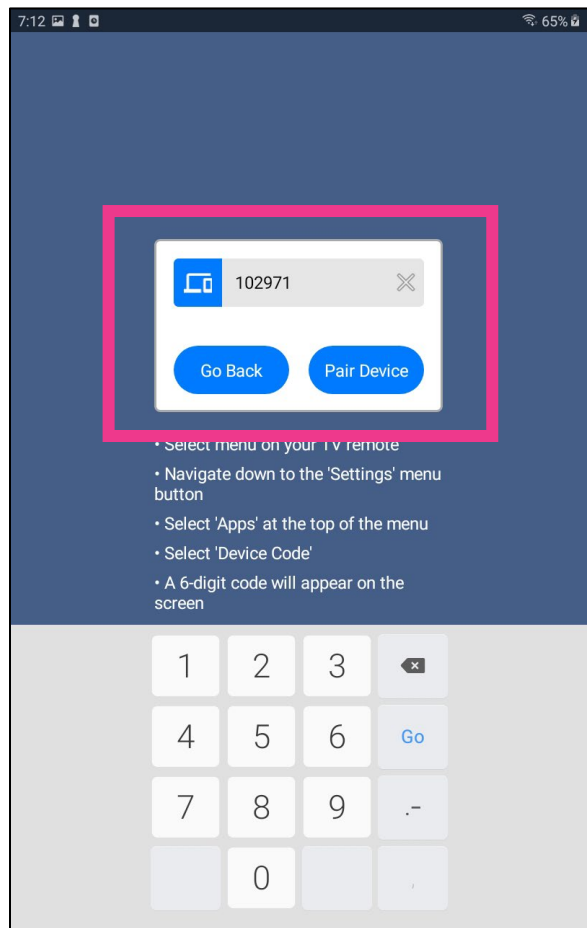 7:12 65%
102971
Go Back Pair Device
• Select menu on your TV remote
• Navigate down to the 'Settings' menu
button
• Select 'Apps' at the top of the menu
• Select 'Device Code'
• A 6-digit code will appear on the
screen
1 2 3
4 5 6 Go
7 8 9 .-
0 ,